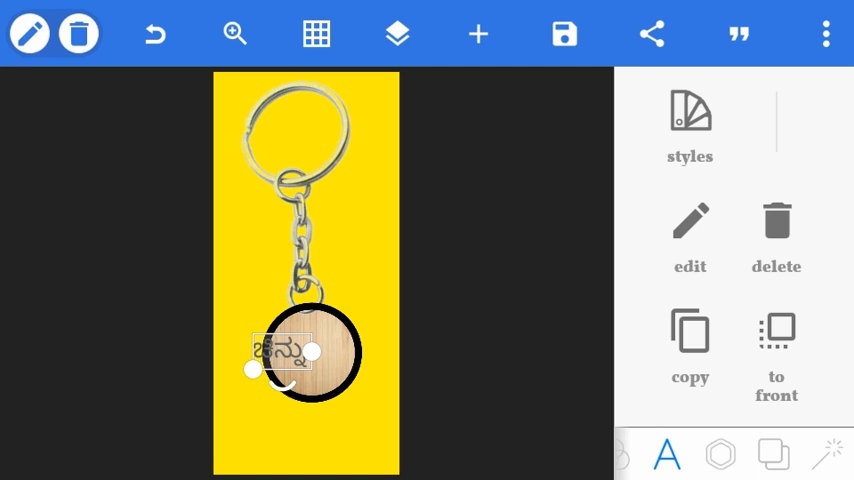 styles
edit
delete
copy
to
front
ಚಿನ್ನು